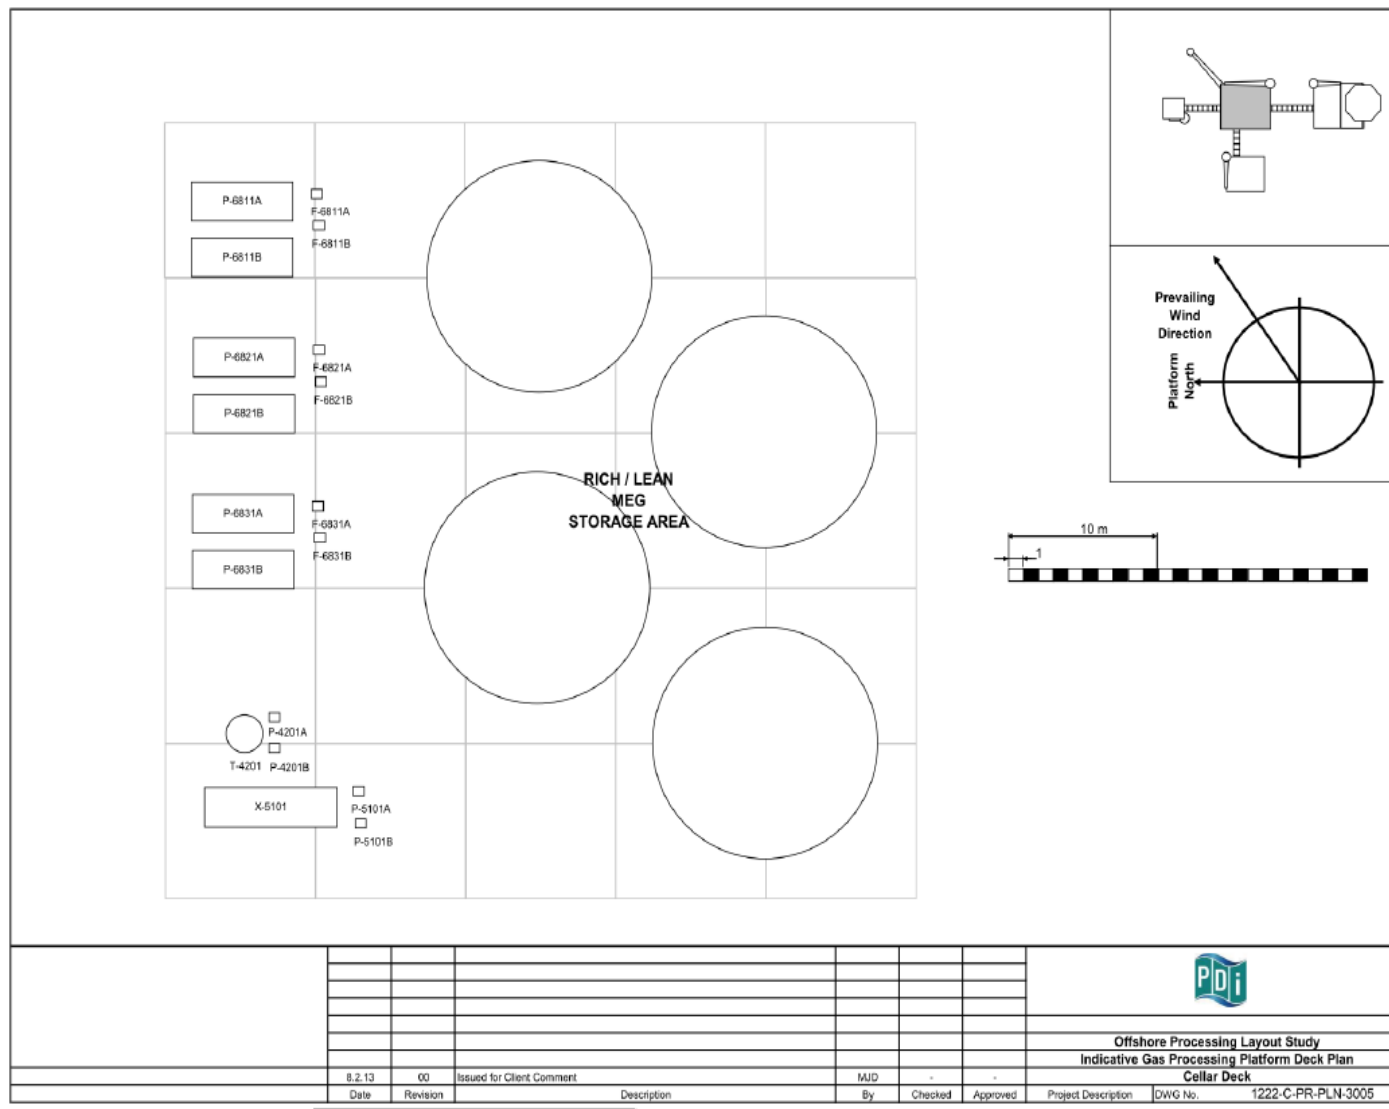 P-6811A
F-6811A
F-6811B
P-6811B
P-6821A
F-6821A
F-6821B
P-6821B
P-6831A
F-6831A
F-6831B
P-6831B
RICH / LEAN
MEG
STORAGE AREA
P-4201A
T-4201
P-4201B
X-5101
P-5101A
P-5101B
Prevailing
Wind
Direction
Platform
North
10 m
1
PDi
Offshore Processing Layout Study
Indicative Gas Processing Platform Deck Plan
8.2.13 00 Issued for Client Comment MJD - - Cellar Deck
Date Revision Description By Checked Approved Project Description DWG No. 1222-C-PR-PLN-3005